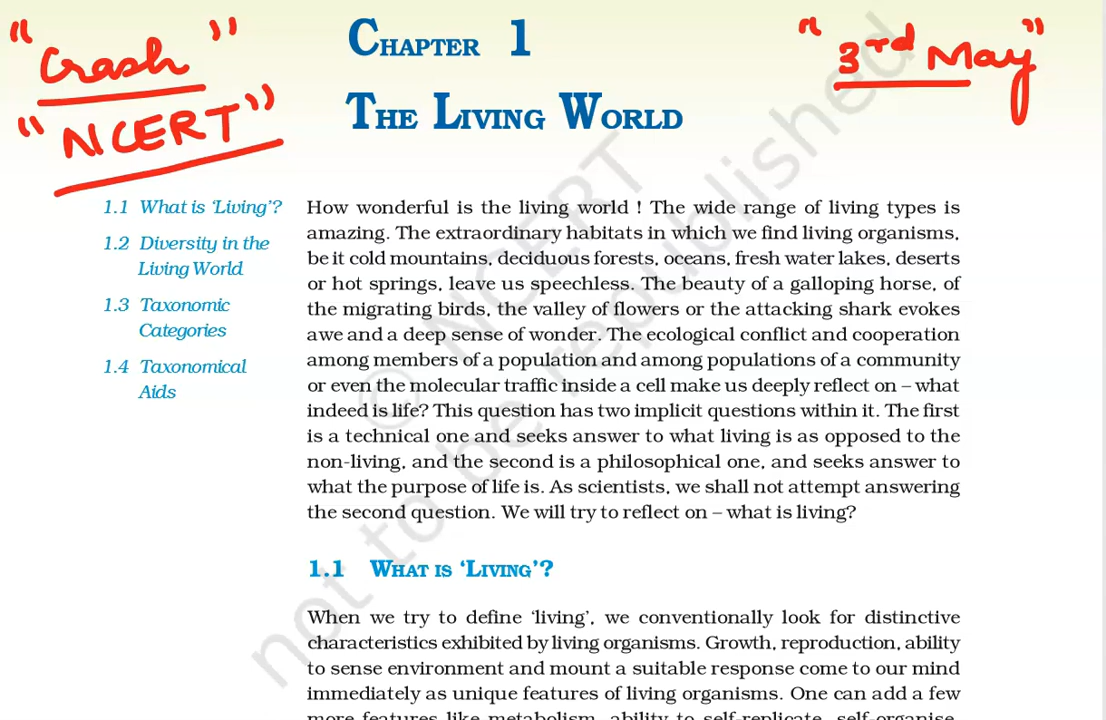 "Crash"
"NCERT"
CHAPTER 1
THE LIVING WORLD
"3rd May"
1.1 What is ‘Living’?
1.2 Diversity in the
Living World
1.3 Taxonomic
Categories
1.4 Taxonomical
Aids
How wonderful is the living world ! The wide range of living types is
amazing. The extraordinary habitats in which we find living organisms,
be it cold mountains, deciduous forests, oceans, fresh water lakes, deserts
or hot springs, leave us speechless. The beauty of a galloping horse, of
the migrating birds, the valley of flowers or the attacking shark evokes
awe and a deep sense of wonder. The ecological conflict and cooperation
among members of a population and among populations of a community
or even the molecular traffic inside a cell make us deeply reflect on – what
indeed is life? This question has two implicit questions within it. The first
is a technical one and seeks answer to what living is as opposed to the
non-living, and the second is a philosophical one, and seeks answer to
what the purpose of life is. As scientists, we shall not attempt answering
the second question. We will try to reflect on – what is living?
1.1 WHAT IS ‘LIVING’?
When we try to define ‘living’, we conventionally look for distinctive
characteristics exhibited by living organisms. Growth, reproduction, ability
to sense environment and mount a suitable response come to our mind
immediately as unique features of living organisms. One can add a few
more features like metabolism, ability to self-replicate, self-organise,
© NCERT
not to be republished